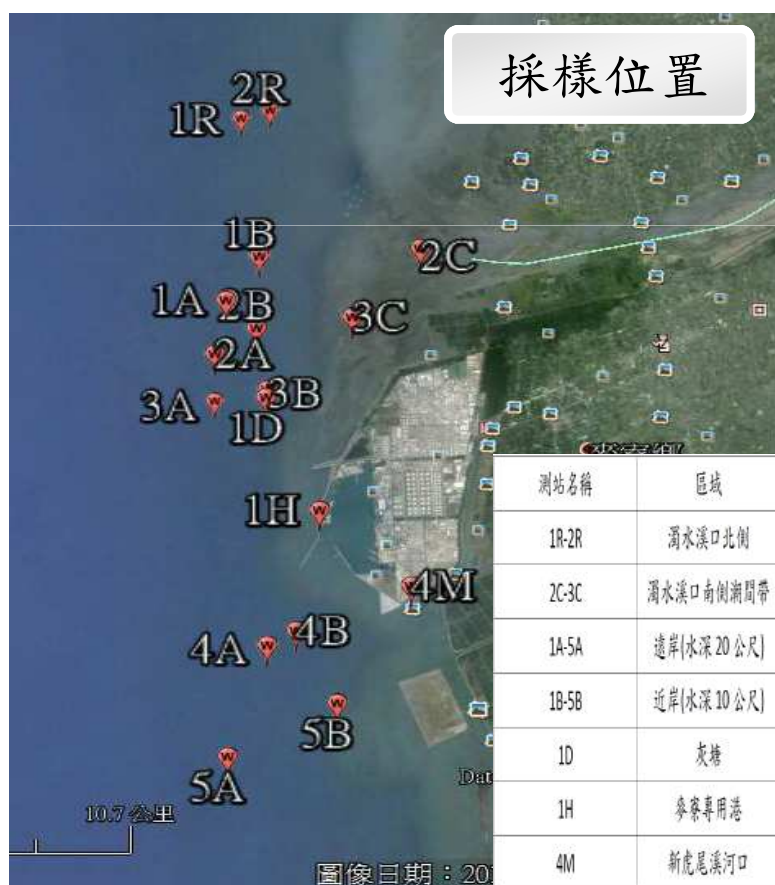 採樣位置
2R
1R
1B
2C
1A
2B
3C
2A
3B
3A
1D
1H
4M
4B
4A
5B
5A
Dat
10.7 公里
圖像日期：20
測站名稱 區域
1R-2R 濁水溪口北側
2C-3C 濁水溪口南側潮間帶
1A-5A 遠岸(水深 20 公尺)
1B-5B 近岸(水深 10 公尺)
1D 灰塘
1H 麥寮專用港
4M 新虎尾溪河口